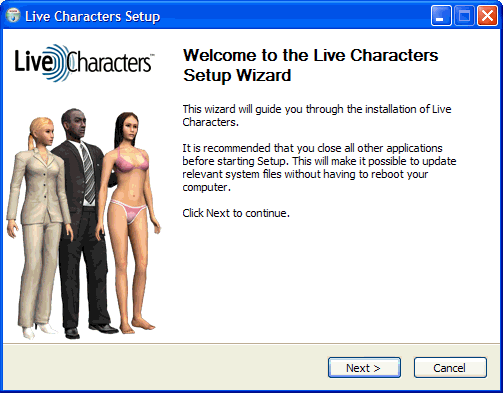 Live Characters Setup
Live Characters™
Welcome to the Live Characters
Setup Wizard
This wizard will guide you through the installation of Live
Characters.
It is recommended that you close all other applications
before starting Setup. This will make it possible to update
relevant system files without having to reboot your
computer.
Click Next to continue.
Next >
Cancel